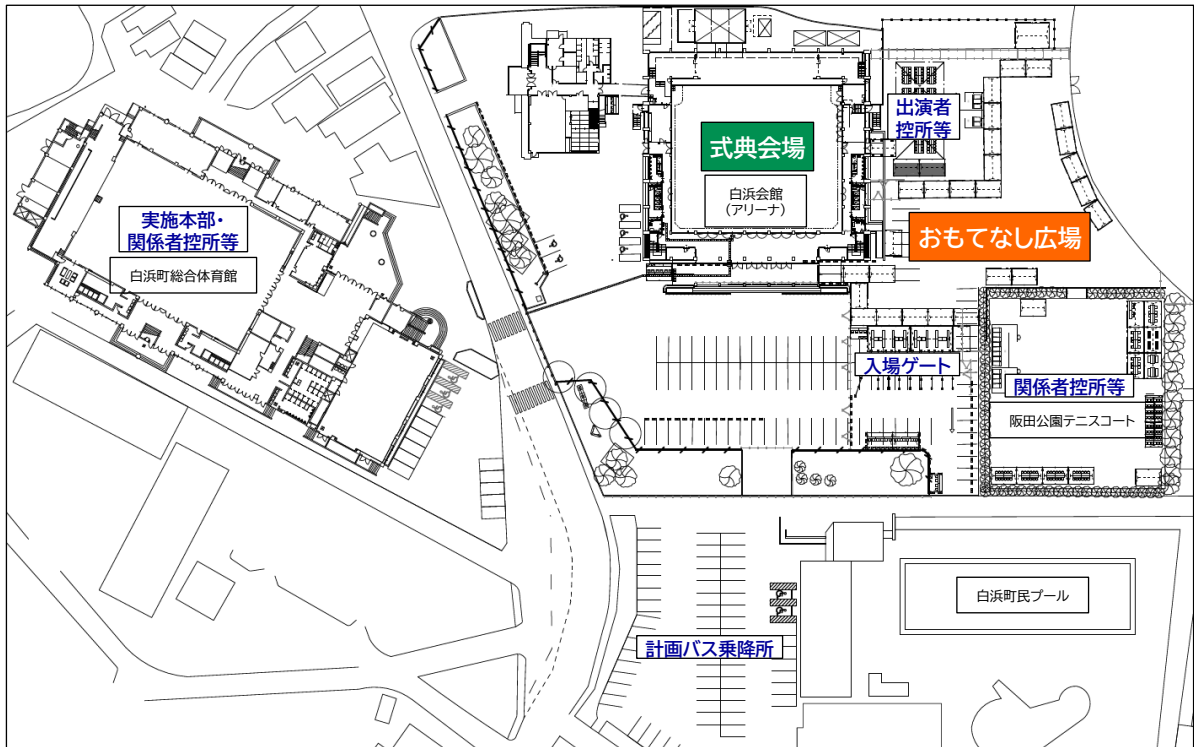 出演者
控所等
式典会場
白浜会館
(アリーナ)
実施本部・
関係者控所等
白浜町総合体育館
おもてなし広場
入場ゲート
関係者控所等
阪田公園テニスコート
白浜町民プール
計画バス乗降所